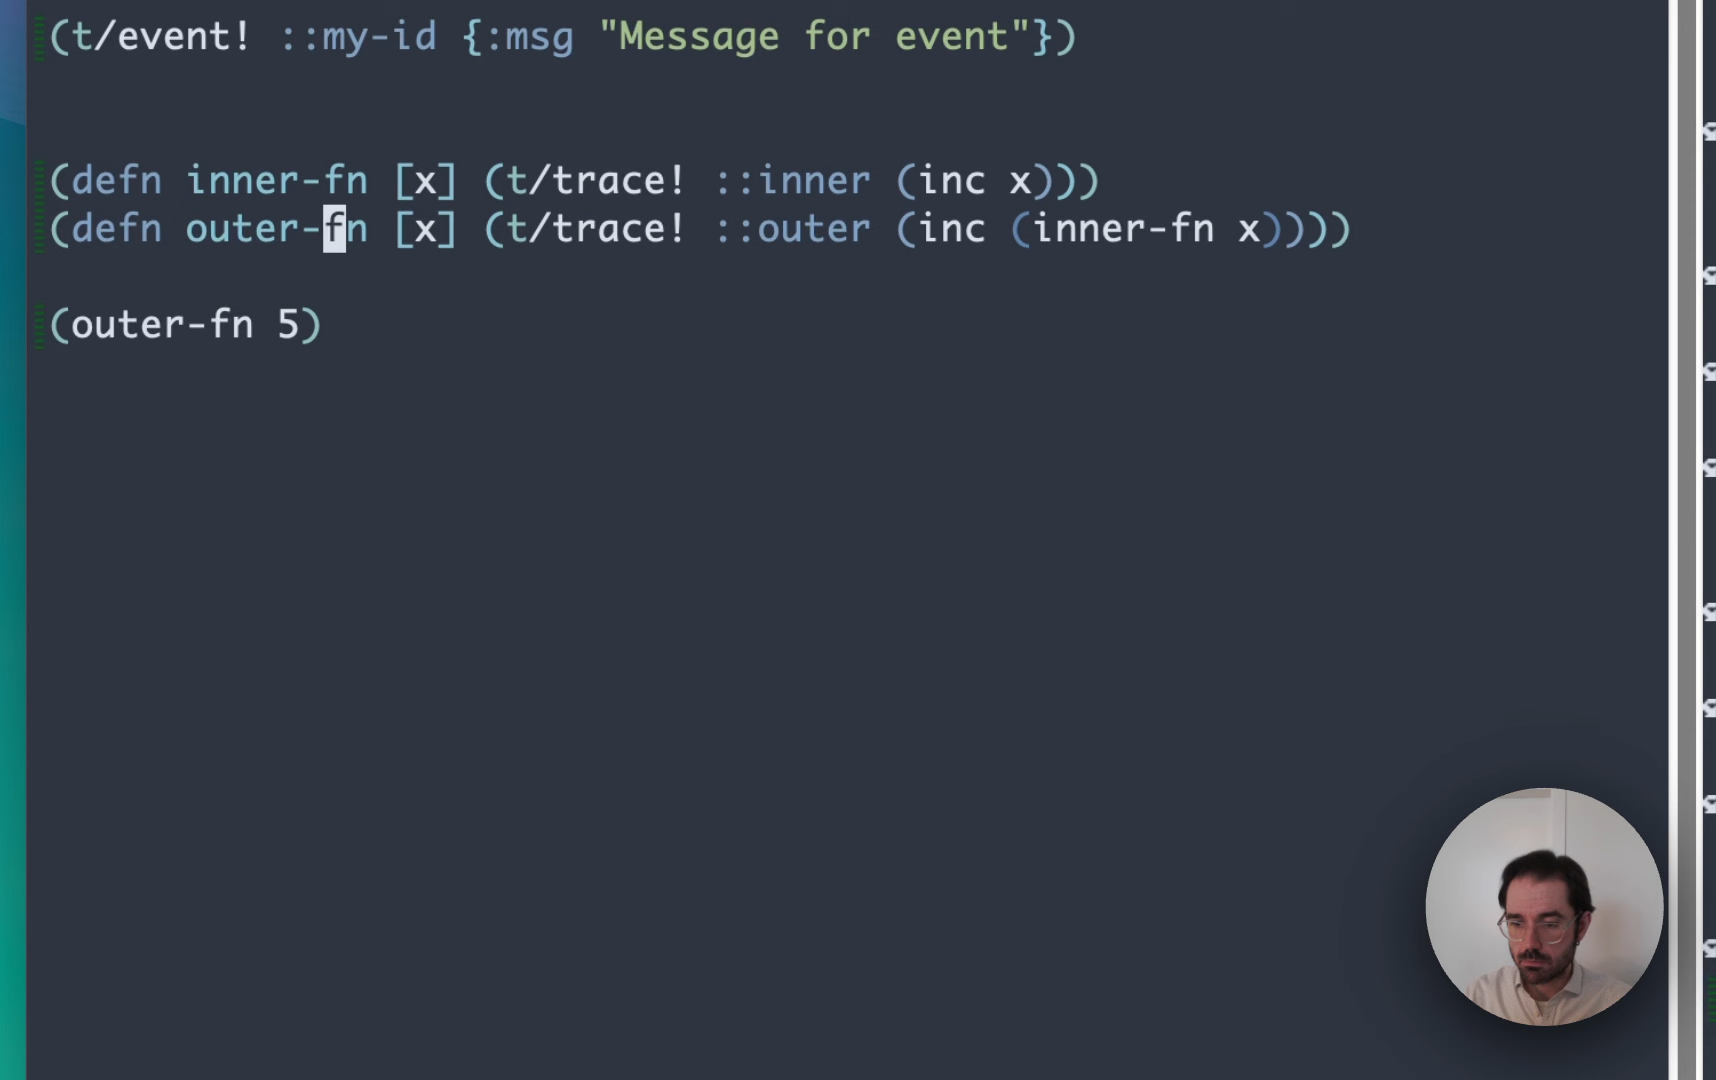 (t/event! ::my-id {:msg "Message for event"})
(defn inner-fn [x] (t/trace! ::inner (inc x)))
(defn outer-fn [x] (t/trace! ::outer (inc (inner-fn x))))
(outer-fn 5)